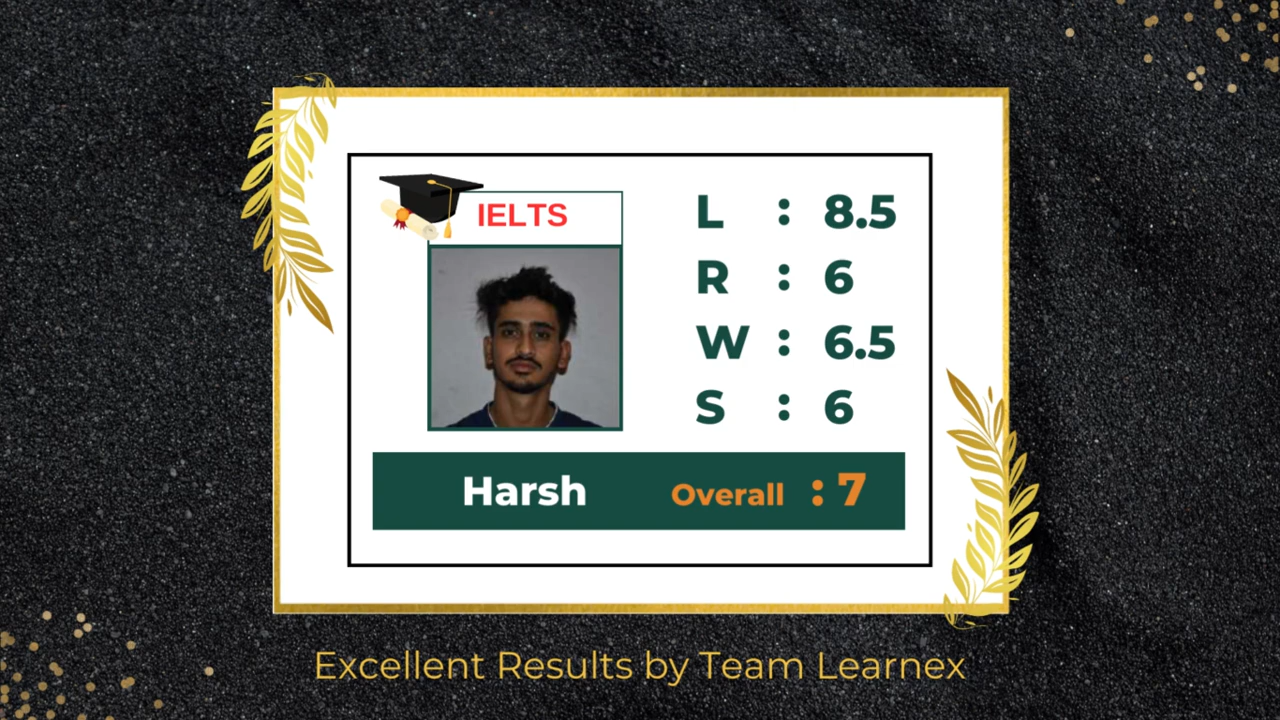 IELTS
L : 8.5
R : 6
W : 6.5
S : 6
Harsh Overall : 7
Excellent Results by Team Learnex